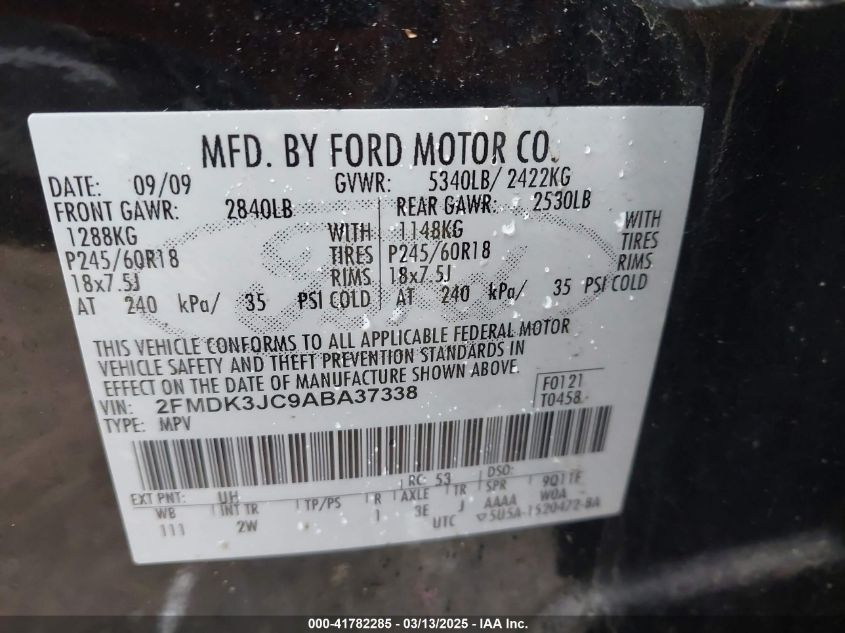 MFD. BY FORD MOTOR CO.
DATE: 09/09 GVWR: 5340LB/ 2422KG
FRONT GAWR: 2840LB REAR GAWR: 2530LB
1288KG WITH 1148KG WITH
P245/60R18 TIRES P245/60R18 TIRES
18x7.5J RIMS 18x7.5J RIMS
AT 240 kPa/ 35 PSI COLD AT 240 kPa/ 35 PSI COLD
THIS VEHICLE CONFORMS TO ALL APPLICABLE FEDERAL MOTOR
VEHICLE SAFETY AND THEFT PREVENTION STANDARDS IN
EFFECT ON THE DATE OF MANUFACTURE SHOWN ABOVE.
VIN: 2FMDK3JC9ABA37338 F0121
TYPE: MPV T0458
RC: 53 DSO:
EXT PNT: UH 9Q11F
WB INT TR TP/PS R AXLE TR SPR W0A
111 2W 1 3E J AAAA
UTC 5U5A-1520472-BA
000-41782285 - 03/13/2025 - IAA Inc.